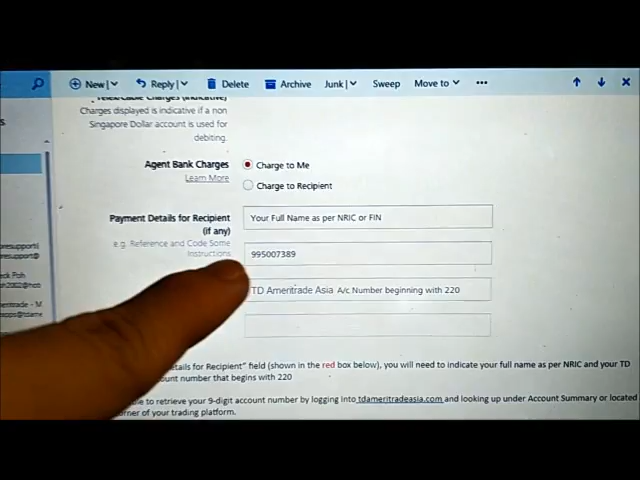 New | Reply | Delete Archive Junk | Sweep Move to ...
Charges (Indicative)
Charges displayed is indicative if a non
Singapore Dollar account is used for
debiting.
Agent Bank Charges
Learn More
Charge to Me
Charge to Recipient
Payment Details for Recipient
(if any)
e.g. Reference and Code Some
Instructions
Your Full Name as per NRIC or FIN
995007389
TD Ameritrade Asia A/c Number beginning with 220
etails for Recipient" field (shown in the red box below), you will need to indicate your full name as per NRIC and your TD
unt number that begins with 220
e to retrieve your 9-digit account number by logging into tdameritradeasia.com and looking up under Account Summary or located
rner of your trading platform.